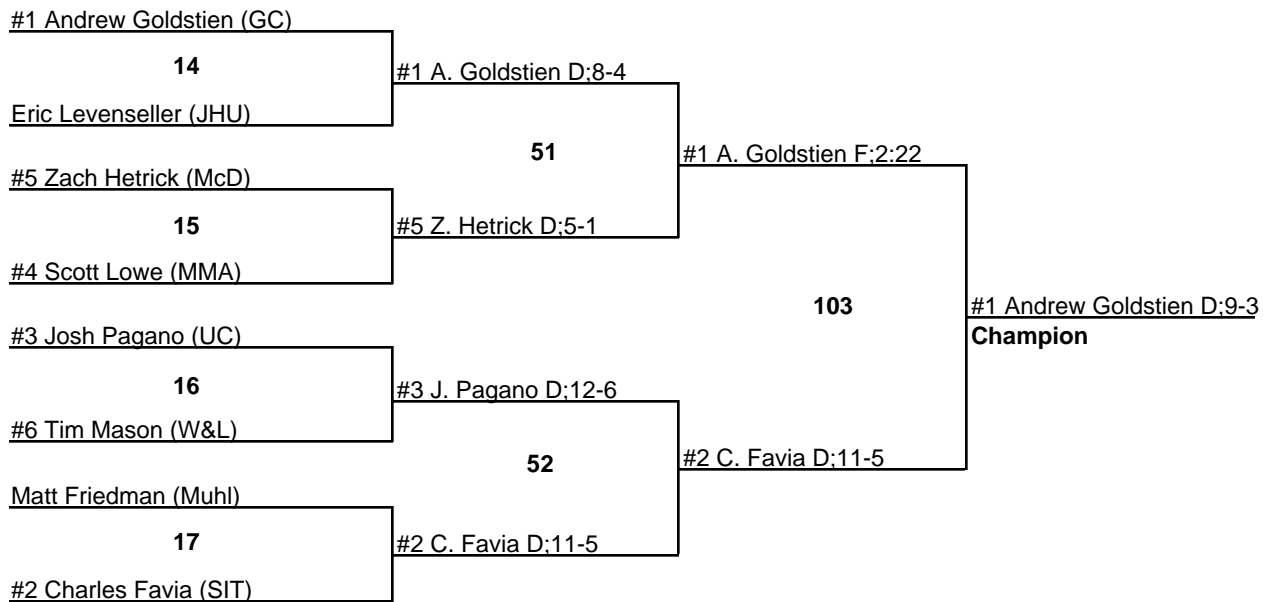 #1 Andrew Goldstien (GC)
14
#1 A. Goldstien D;8-4
Eric Levenseller (JHU)
51
#1 A. Goldstien F;2:22
#5 Zach Hetrick (McD)
15
#5 Z. Hetrick D;5-1
#4 Scott Lowe (MMA)
103
#1 Andrew Goldstien D;9-3
Champion
#3 Josh Pagano (UC)
16
#3 J. Pagano D;12-6
#6 Tim Mason (W&L)
52
#2 C. Favia D;11-5
Matt Friedman (Muhl)
17
#2 C. Favia D;11-5
#2 Charles Favia (SIT)